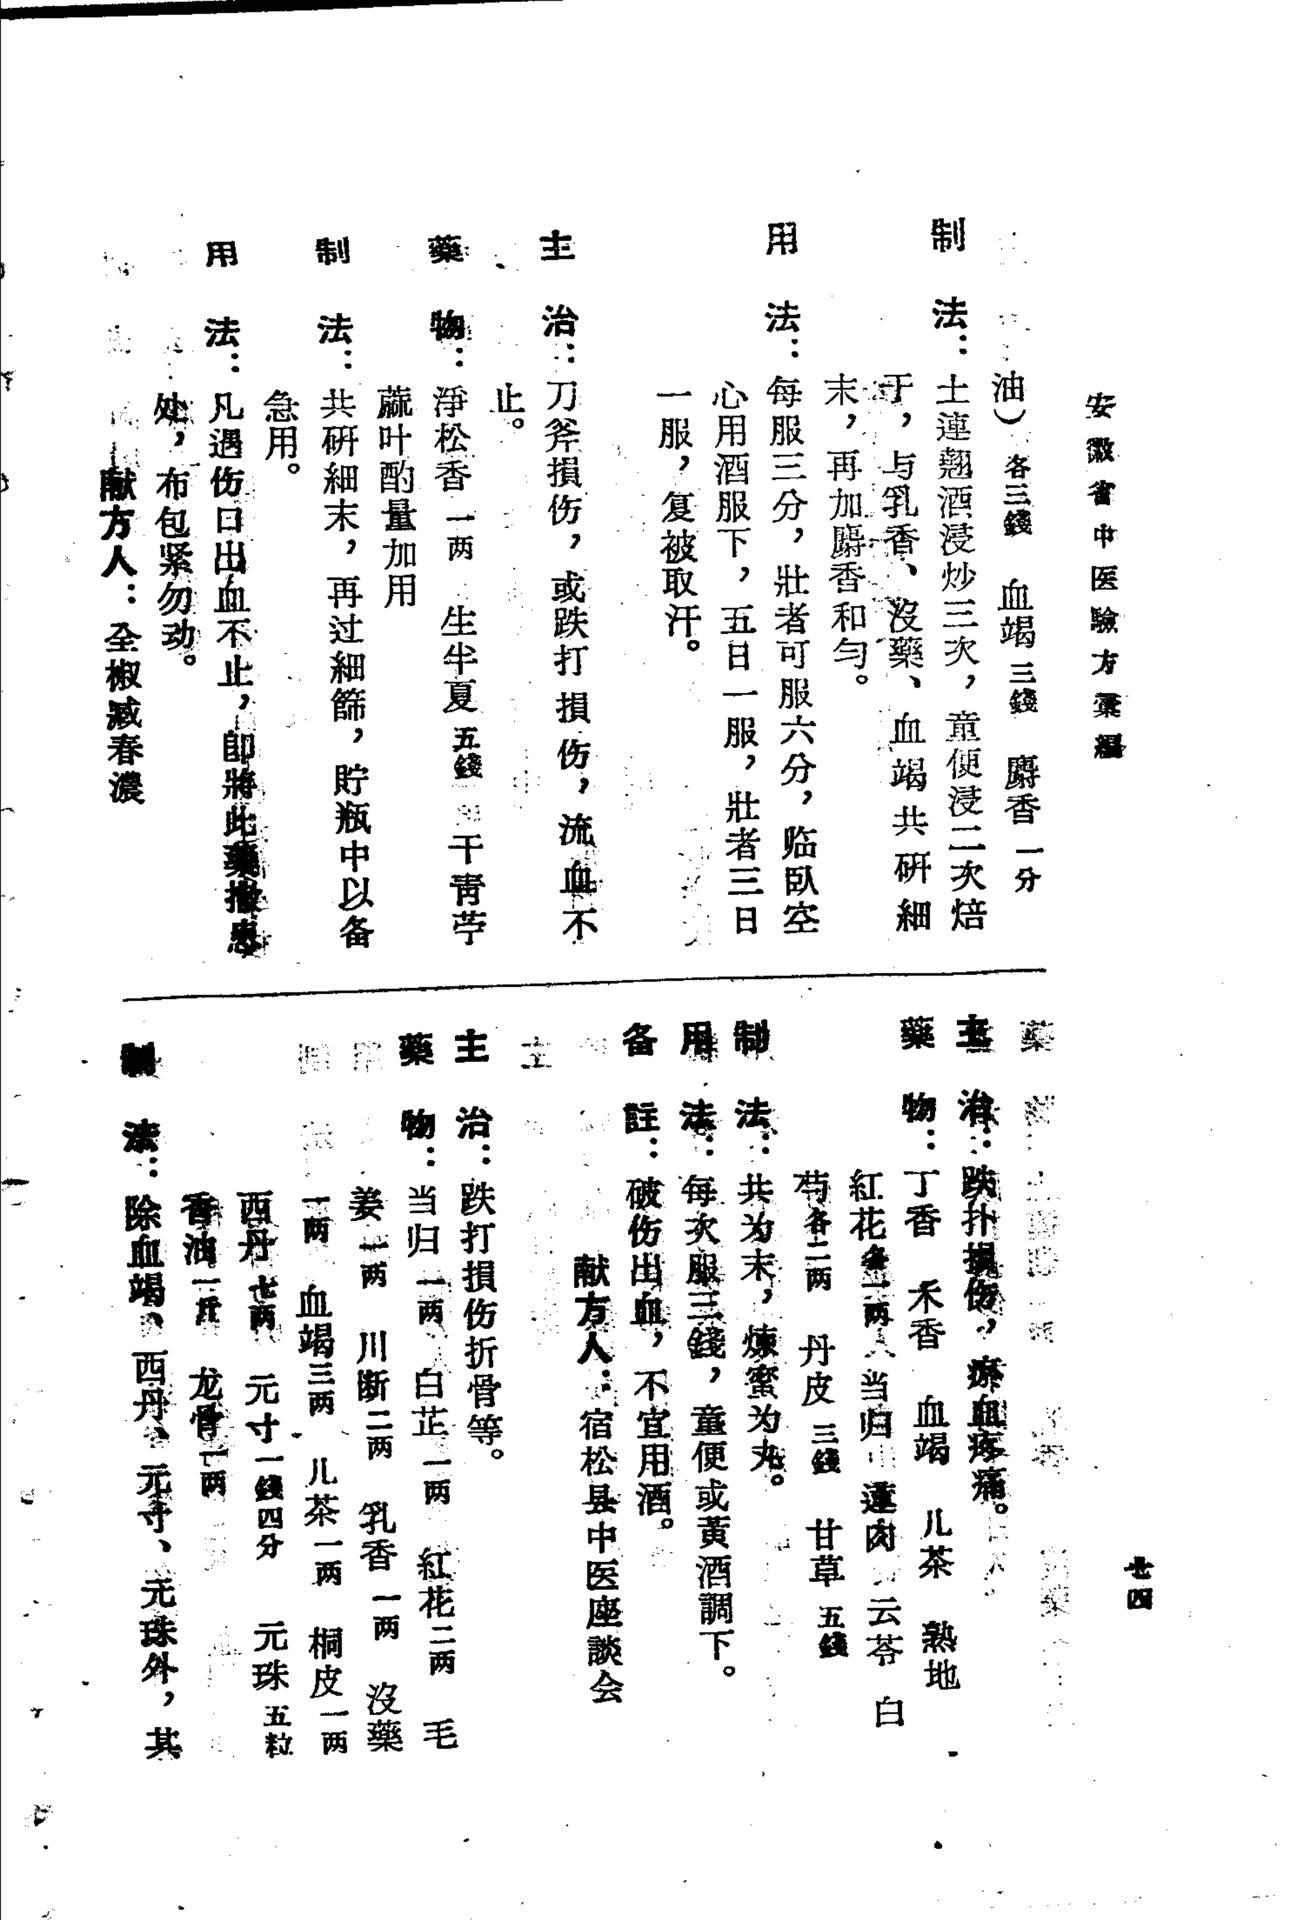 安徽省中医驗方彙編
油）各三錢　血竭三錢　麝香一分
制　法：土連翹酒浸炒三次，童便浸二次焙
干，与乳香、沒藥、血竭共硏細
末，再加麝香和匀。
用　法：每服三分，壯者可服六分，临臥空
心用酒服下，五日一服，壯者三日
一服，复被取汗。
主　治：刀斧損伤，或跌打損伤，流血不
止。
藥　物：淨松香一两　生半夏五錢　干靑苧
蔴叶酌量加用
制　法：共硏細末，再过細篩，貯瓶中以备
急用。
用　法：凡遇伤口出血不止，卽將此藥搽患
处，布包紧勿动。
献方人：全椒臧春濃
主　治：跌扑損伤，瘀血疼痛。
藥　物：丁香　木香　血竭　儿茶　熟地
紅花各一两　当归　蓮肉　云苓　白
芍各二两　丹皮三錢　甘草五錢
制　法：共为末，煉蜜为丸。
用　法：每次服三錢，童便或黃酒調下。
备　註：破伤出血，不宜用酒。
献方人：宿松县中医座談会
主　治：跌打損伤折骨等。
藥　物：当归一两　白芷一两　紅花二两　毛
姜一两　川断二两　乳香一两　沒藥
一两　血竭三两　儿茶一两　桐皮一两
西丹七两　元寸一錢四分　元珠五粒
香油一斤　龙骨一两
制　法：除血竭、西丹、元寸、元珠外，其
七四